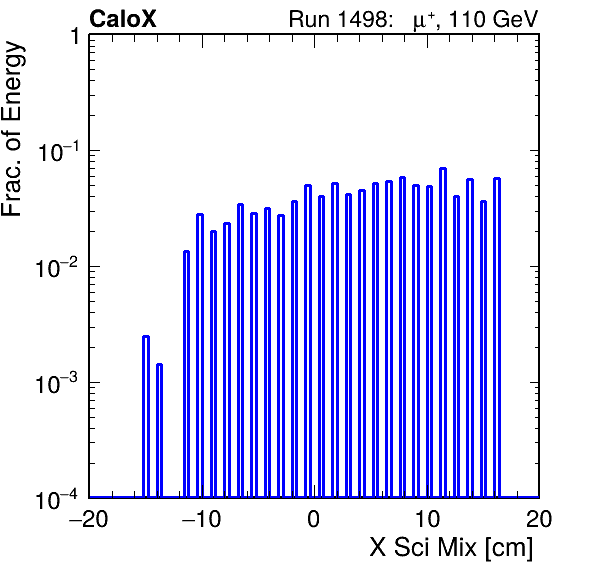 CaloX Run 1498: μ⁺, 110 GeV
Frac. of Energy
1
10⁻¹
10⁻²
10⁻³
10⁻⁴
−20 −10 0 10 20
X Sci Mix [cm]